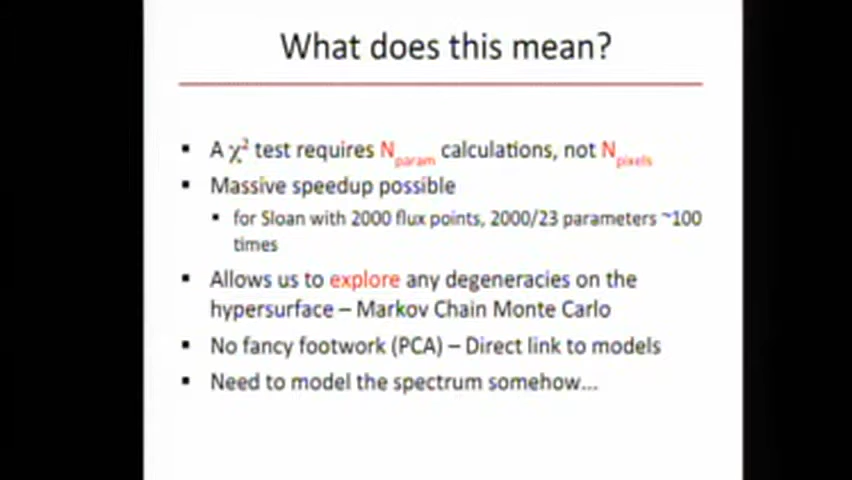 What does this mean?
▪ A χ² test requires N_param calculations, not N_pixels
▪ Massive speedup possible
▪ for Sloan with 2000 flux points, 2000/23 parameters ~100
times
▪ Allows us to explore any degeneracies on the
hypersurface – Markov Chain Monte Carlo
▪ No fancy footwork (PCA) – Direct link to models
▪ Need to model the spectrum somehow...